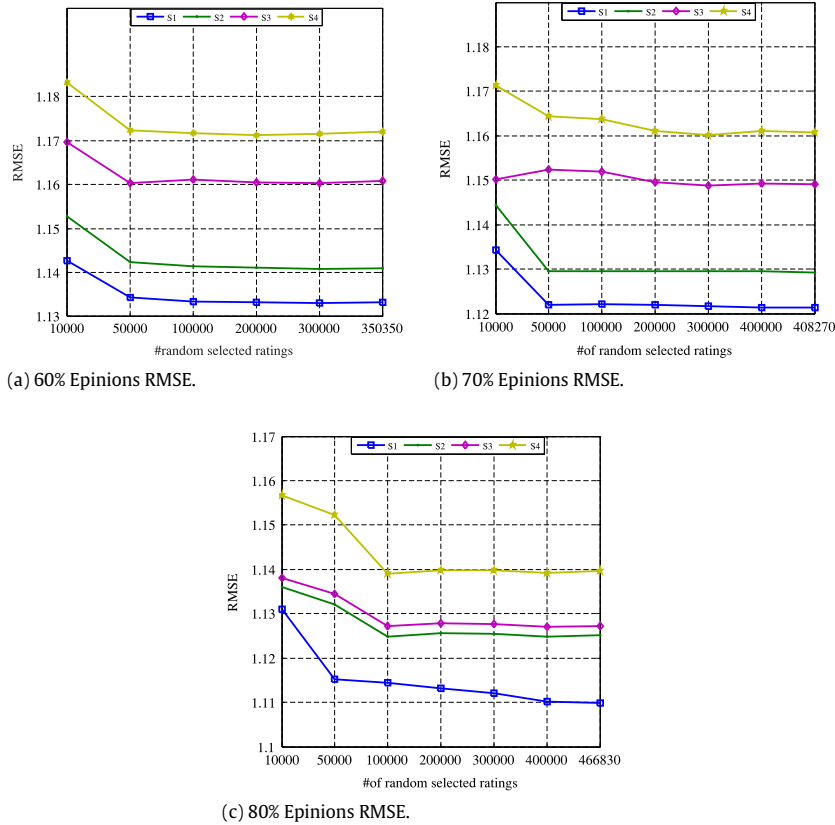 S1 S2 S3 S4
1.18
1.17
1.16
1.15
1.14
1.13
RMSE
10000 50000 100000 200000 300000 350350
#random selected ratings
(a) 60% Epinions RMSE.
S1 S2 S3 S4
1.19
1.18
1.17
1.16
1.15
1.14
1.13
1.12
RMSE
10000 50000 100000 200000 300000 400000 408270
#of random selected ratings
(b) 70% Epinions RMSE.
S1 S2 S3 S4
1.17
1.16
1.15
1.14
1.13
1.12
1.11
1.1
RMSE
10000 50000 100000 200000 300000 400000 466830
#of random selected ratings
(c) 80% Epinions RMSE.